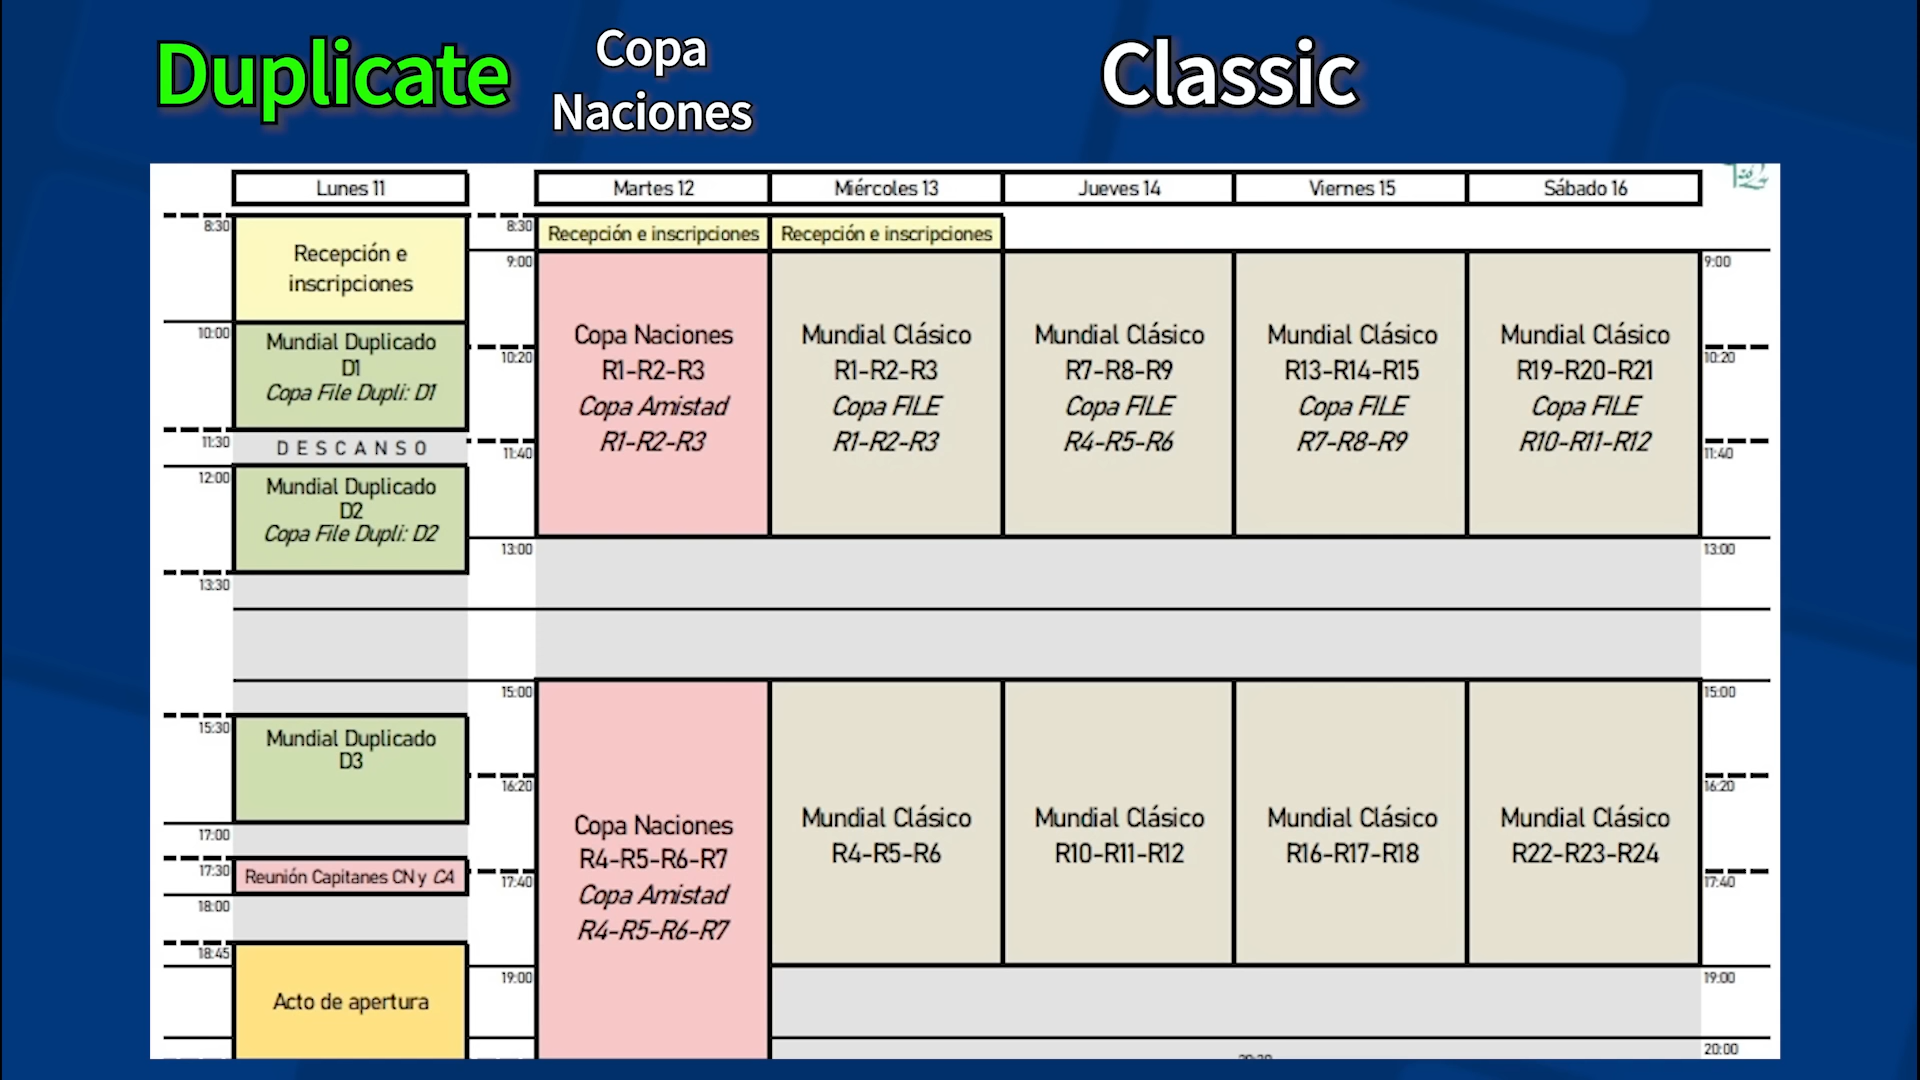 Duplicate
Copa
Naciones
Classic
Lunes 11
Martes 12
Miércoles 13
Jueves 14
Viernes 15
Sábado 16
8:30
Recepción e
inscripciones
10:00
Mundial Duplicado
D1
Copa File Dupli: D1
11:30
DESCANSO
12:00
Mundial Duplicado
D2
Copa File Dupli: D2
13:30
15:30
Mundial Duplicado
D3
17:00
17:30
Reunión Capitanes CN y CA
18:00
18:45
Acto de apertura
8:30
9:00
10:20
11:40
13:00
15:00
16:20
17:40
19:00
Recepción e inscripciones
Copa Naciones
R1-R2-R3
Copa Amistad
R1-R2-R3
Copa Naciones
R4-R5-R6-R7
Copa Amistad
R4-R5-R6-R7
Recepción e inscripciones
Mundial Clásico
R1-R2-R3
Copa FILE
R1-R2-R3
Mundial Clásico
R4-R5-R6
Mundial Clásico
R7-R8-R9
Copa FILE
R4-R5-R6
Mundial Clásico
R10-R11-R12
Mundial Clásico
R13-R14-R15
Copa FILE
R7-R8-R9
Mundial Clásico
R16-R17-R18
Mundial Clásico
R19-R20-R21
Copa FILE
R10-R11-R12
Mundial Clásico
R22-R23-R24
9:00
10:20
11:40
13:00
15:00
16:20
17:40
19:00
20:00